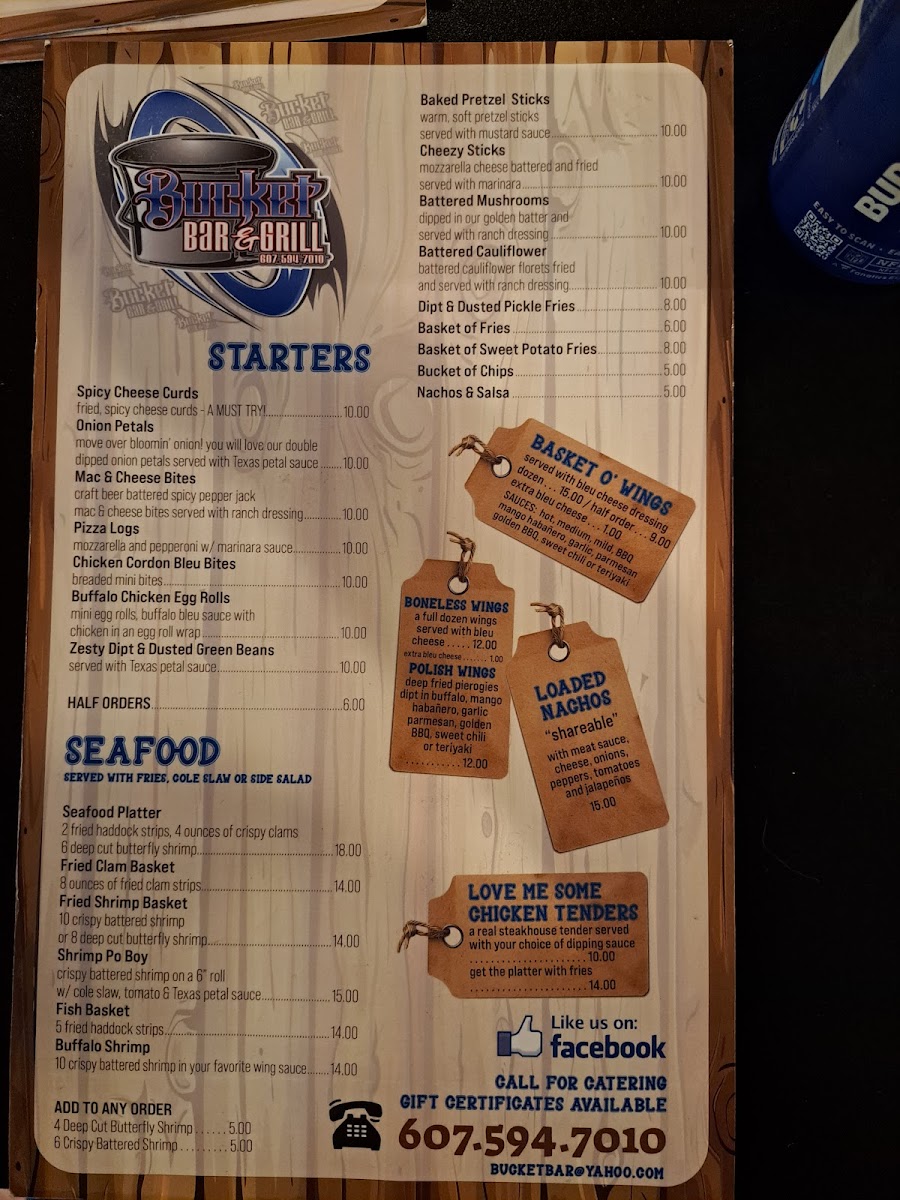 Bucket
BAR & GRILL
607-594-7010
STARTERS
Spicy Cheese Curds
fried, spicy cheese curds - A MUST TRY!..........10.00
Onion Petals
move over bloomin' onion! you will love our double
dipped onion petals served with Texas petal sauce........10.00
Mac & Cheese Bites
craft beer battered spicy pepper jack
mac & cheese bites served with ranch dressing..........10.00
Pizza Logs
mozzarella and pepperoni w/ marinara sauce..........10.00
Chicken Cordon Bleu Bites
breaded mini bites..........10.00
Buffalo Chicken Egg Rolls
mini egg rolls, buffalo bleu sauce with
chicken in an egg roll wrap..........10.00
Zesty Dipt & Dusted Green Beans
served with Texas petal sauce..........10.00
HALF ORDERS..........6.00
SEAFOOD
SERVED WITH FRIES, COLE SLAW OR SIDE SALAD
Seafood Platter
2 fried haddock strips, 4 ounces of crispy clams
6 deep cut butterfly shrimp..........18.00
Fried Clam Basket
8 ounces of fried clam strips..........14.00
Fried Shrimp Basket
10 crispy battered shrimp
or 8 deep cut butterfly shrimp..........14.00
Shrimp Po Boy
crispy battered shrimp on a 6" roll
w/ cole slaw, tomato & Texas petal sauce..........15.00
Fish Basket
5 fried haddock strips..........14.00
Buffalo Shrimp
10 crispy battered shrimp in your favorite wing sauce.......14.00
ADD TO ANY ORDER
4 Deep Cut Butterfly Shrimp . . . . . . 5.00
6 Crispy Battered Shrimp . . . . . . . . . 5.00
Baked Pretzel Sticks
warm, soft pretzel sticks
served with mustard sauce..........10.00
Cheezy Sticks
mozzarella cheese battered and fried
served with marinara..........10.00
Battered Mushrooms
dipped in our golden batter and
served with ranch dressing..........10.00
Battered Cauliflower
battered cauliflower florets fried
and served with ranch dressing..........10.00
Dipt & Dusted Pickle Fries..........8.00
Basket of Fries..........6.00
Basket of Sweet Potato Fries..........8.00
Bucket of Chips..........5.00
Nachos & Salsa..........5.00
BASKET O' WINGS
served with bleu cheese dressing
dozen . . . 15.00 / half order . . . 9.00
extra bleu cheese . . . 1.00
SAUCES: hot, medium, mild, BBQ
mango habañero, garlic, parmesan
golden BBQ, sweet chili or teriyaki
BONELESS WINGS
a full dozen wings
served with bleu
cheese . . . . . 12.00
extra bleu cheese . . . . . . . 1.00
POLISH WINGS
deep fried pierogies
dipt in buffalo, mango
habañero, garlic
parmesan, golden
BBQ, sweet chili
or teriyaki
. . . . . . . . . . . 12.00
LOADED
NACHOS
"shareable"
with meat sauce,
cheese, onions,
peppers, tomatoes
and jalapeños
15.00
LOVE ME SOME
CHICKEN TENDERS
a real steakhouse tender served
with your choice of dipping sauce
. . . . . . . . . . . . . . . . . . . . . . 10.00
get the platter with fries
. . . . . . . . . . . . . . . . . . . . . . 14.00
Like us on:
facebook
CALL FOR CATERING
GIFT CERTIFICATES AVAILABLE
607.594.7010
BUCKETBAR@YAHOO.COM
EASY TO SCAN
NFL